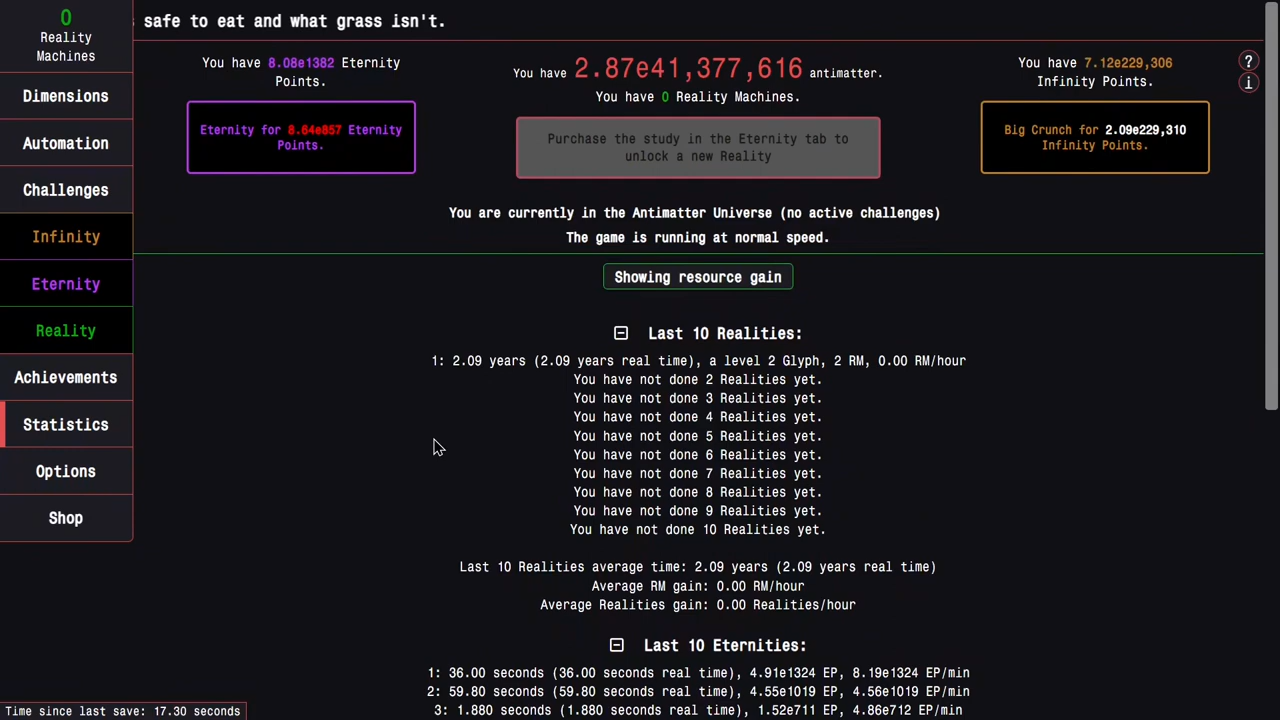 0
Reality
Machines
Dimensions
Automation
Challenges
Infinity
Eternity
Reality
Achievements
Statistics
Options
Shop
safe to eat and what grass isn't.
You have 8.08e1382 Eternity
Points.
Eternity for 8.64e857 Eternity
Points.
You have 2.87e41,377,616 antimatter.
You have 0 Reality Machines.
Purchase the study in the Eternity tab to
unlock a new Reality
You have 7.12e229,306
Infinity Points.
Big Crunch for 2.09e229,310
Infinity Points.
?
i
You are currently in the Antimatter Universe (no active challenges)
The game is running at normal speed.
Showing resource gain
Last 10 Realities:
1: 2.09 years (2.09 years real time), a level 2 Glyph, 2 RM, 0.00 RM/hour
You have not done 2 Realities yet.
You have not done 3 Realities yet.
You have not done 4 Realities yet.
You have not done 5 Realities yet.
You have not done 6 Realities yet.
You have not done 7 Realities yet.
You have not done 8 Realities yet.
You have not done 9 Realities yet.
You have not done 10 Realities yet.
Last 10 Realities average time: 2.09 years (2.09 years real time)
Average RM gain: 0.00 RM/hour
Average Realities gain: 0.00 Realities/hour
Last 10 Eternities:
1: 36.00 seconds (36.00 seconds real time), 4.91e1324 EP, 8.19e1324 EP/min
2: 59.80 seconds (59.80 seconds real time), 4.55e1019 EP, 4.56e1019 EP/min
3: 1.880 seconds (1.880 seconds real time), 1.52e711 EP, 4.86e712 EP/min
Time since last save: 17.30 seconds